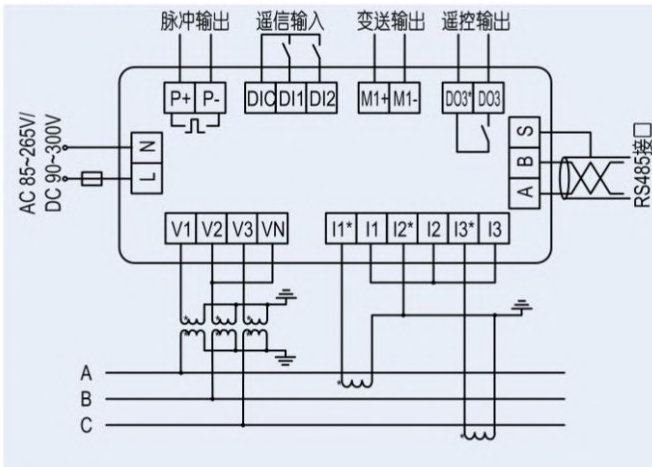 脉冲输出 遥信输入 变送输出 遥控输出
P+ P- DIC DI1 DI2 M1+ M1- DO3* DO3
AC 85~265V/
DC 90~300V
N
L
S
B
A
RS485接口
V1 V2 V3 VN I1* I1 I2* I2 I3* I3
* * *
* * *
A
*
B
C
*